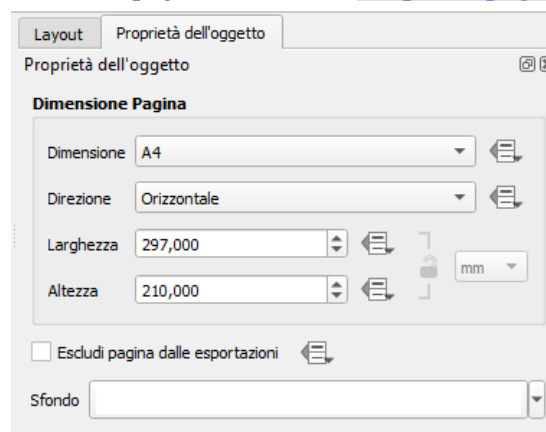 Layout Proprietà dell'oggetto
Proprietà dell'oggetto
Dimensione Pagina
Dimensione A4
Direzione Orizzontale
Larghezza 297,000
mm
Altezza 210,000
Escludi pagina dalle esportazioni
Sfondo